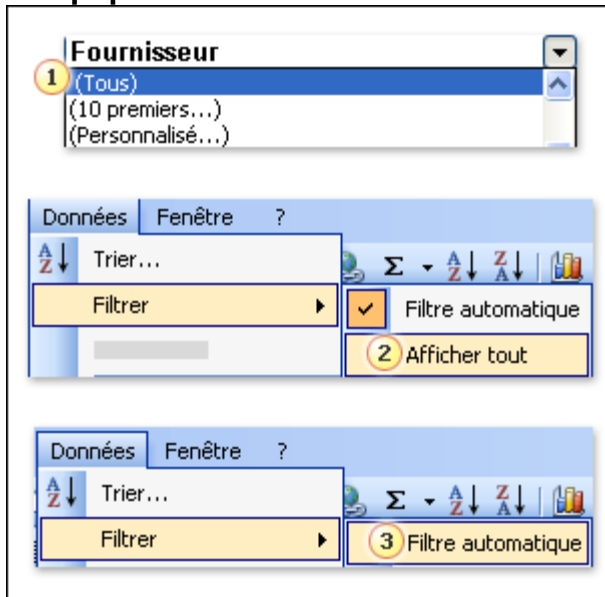 Fournisseur
1 (Tous)
(10 premiers...)
(Personnalisé...)
Données Fenêtre ?
Trier...
Σ
Filtrer
Filtre automatique
2 Afficher tout
Données Fenêtre ?
Trier...
Σ
Filtrer
3 Filtre automatique